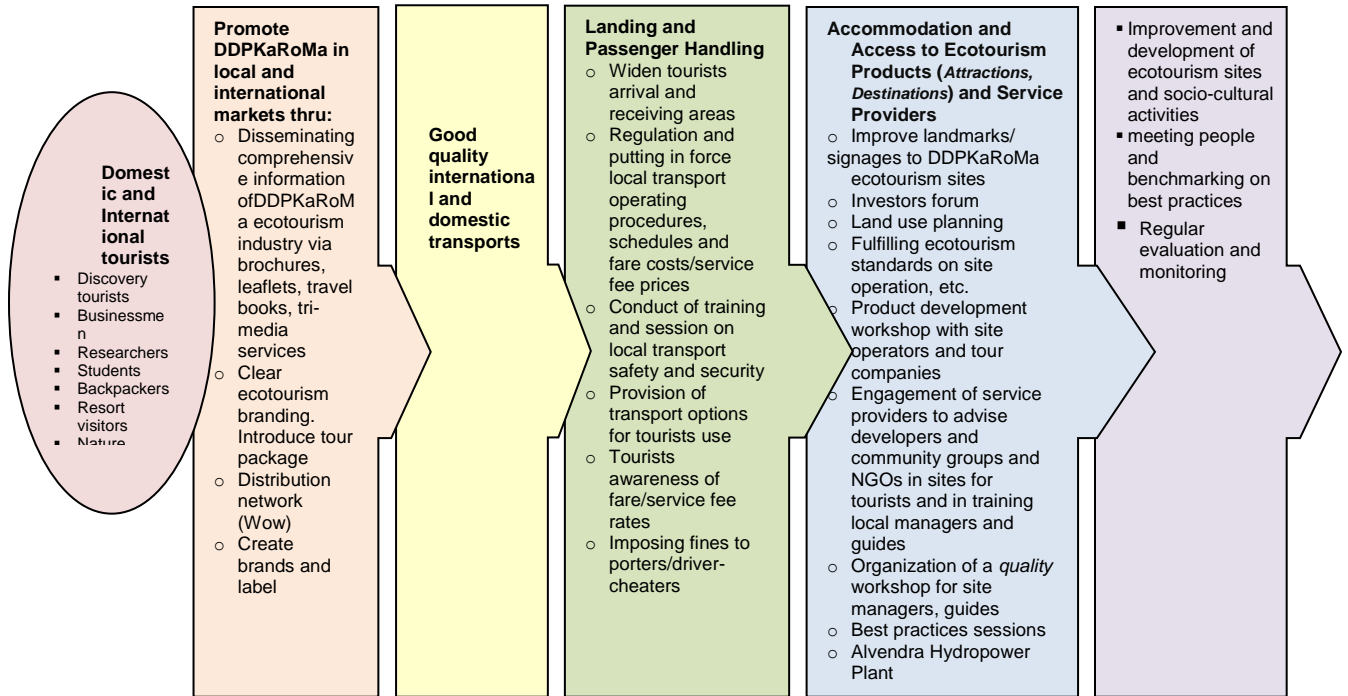 Domest
ic and
Internat
ional
tourists
▪ Discovery
tourists
▪ Businessme
n
▪ Researchers
▪ Students
▪ Backpackers
▪ Resort
visitors
▪ Nature
Promote
DDPKaRoMa in
local and
international
markets thru:
o Disseminating
comprehensiv
e information
ofDDPKaRoM
a ecotourism
industry via
brochures,
leaflets, travel
books, tri-
media
services
o Clear
ecotourism
branding.
Introduce tour
package
o Distribution
network
(Wow)
o Create
brands and
label
Good
quality
internationa
l and
domestic
transports
Landing and
Passenger Handling
o Widen tourists
arrival and
receiving areas
o Regulation and
putting in force
local transport
operating
procedures,
schedules and
fare costs/service
fee prices
o Conduct of training
and session on
local transport
safety and security
o Provision of
transport options
for tourists use
o Tourists
awareness of
fare/service fee
rates
o Imposing fines to
porters/driver-
cheaters
Accommodation and
Access to Ecotourism
Products (Attractions,
Destinations) and Service
Providers
o Improve landmarks/
signages to DDPKaRoMa
ecotourism sites
o Investors forum
o Land use planning
o Fulfilling ecotourism
standards on site
operation, etc.
o Product development
workshop with site
operators and tour
companies
o Engagement of service
providers to advise
developers and
community groups and
NGOs in sites for
tourists and in training
local managers and
guides
o Organization of a quality
workshop for site
managers, guides
o Best practices sessions
o Alvendra Hydropower
Plant
▪ Improvement and
development of
ecotourism sites
and socio-cultural
activities
▪ meeting people
and
benchmarking on
best practices
▪ Regular
evaluation and
monitoring